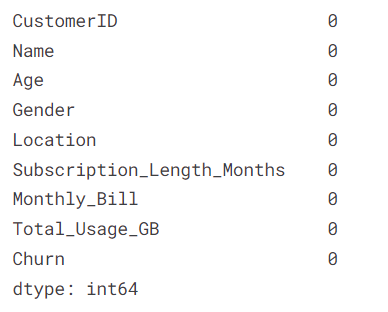 CustomerID 0
Name 0
Age 0
Gender 0
Location 0
Subscription_Length_Months 0
Monthly_Bill 0
Total_Usage_GB 0
Churn 0
dtype: int64